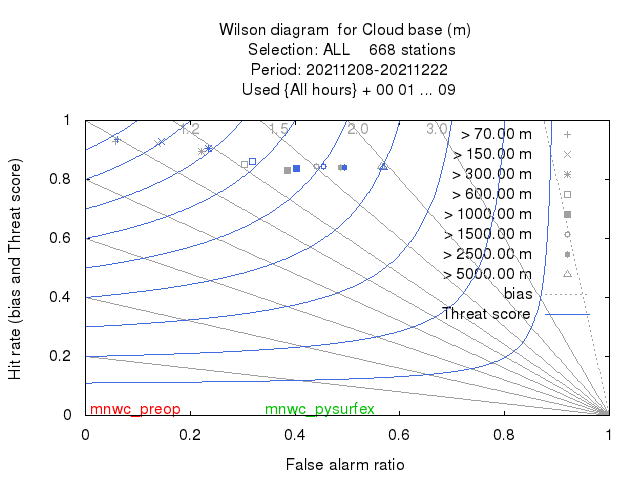 Wilson diagram  for Cloud base (m)
Selection: ALL    668 stations
Period: 20211208-20211222
Used {All hours} + 00 01 ... 09
Hit rate (bias and Threat score)
1
0.8
0.6
0.4
0.2
0
1.2
1.5
2.0
3.0
> 70.00 m
> 150.00 m
> 300.00 m
> 600.00 m
> 1000.00 m
> 1500.00 m
> 2500.00 m
> 5000.00 m
bias
Threat score
mnwc_preop
mnwc_pysurfex
0 0.2 0.4 0.6 0.8 1
False alarm ratio